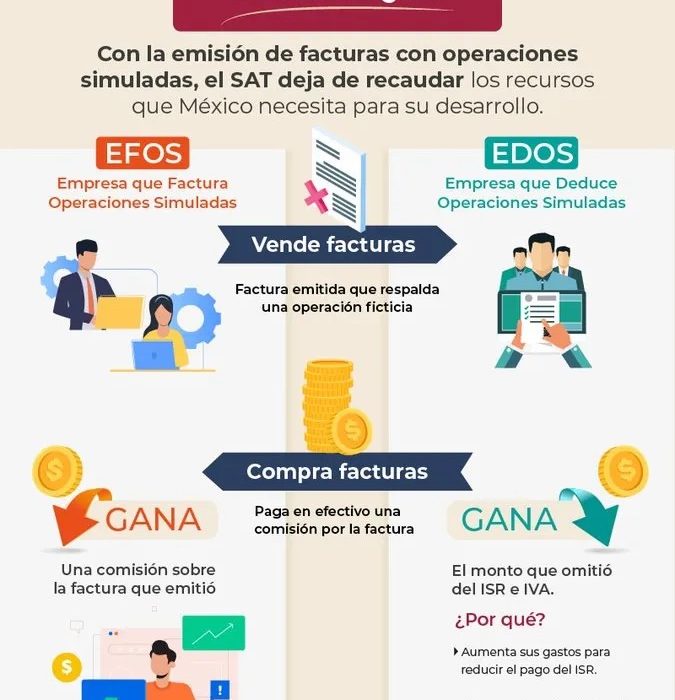 Con la emisión de facturas con operaciones
simuladas, el SAT deja de recaudar los recursos
que México necesita para su desarrollo.
EFOS
Empresa que Factura
Operaciones Simuladas
EDOS
Empresa que Deduce
Operaciones Simuladas
Vende facturas
Factura emitida que respalda
una operación ficticia
Compra facturas
Paga en efectivo una
comisión por la factura
GANA
Una comisión sobre
la factura que emitió
GANA
El monto que omitió
del ISR e IVA.
¿Por qué?
Aumenta sus gastos para
reducir el pago del ISR.